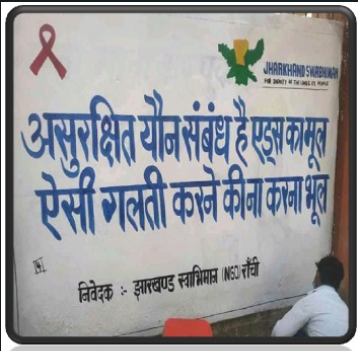 JHARKHAND SWABHIMAN
असुरक्षित यौन संबंध है एड्स का मूल
ऐसी गलती करने की ना करना भूल
निवेदक :- झारखण्ड स्वाभिमान (NGO) राँची